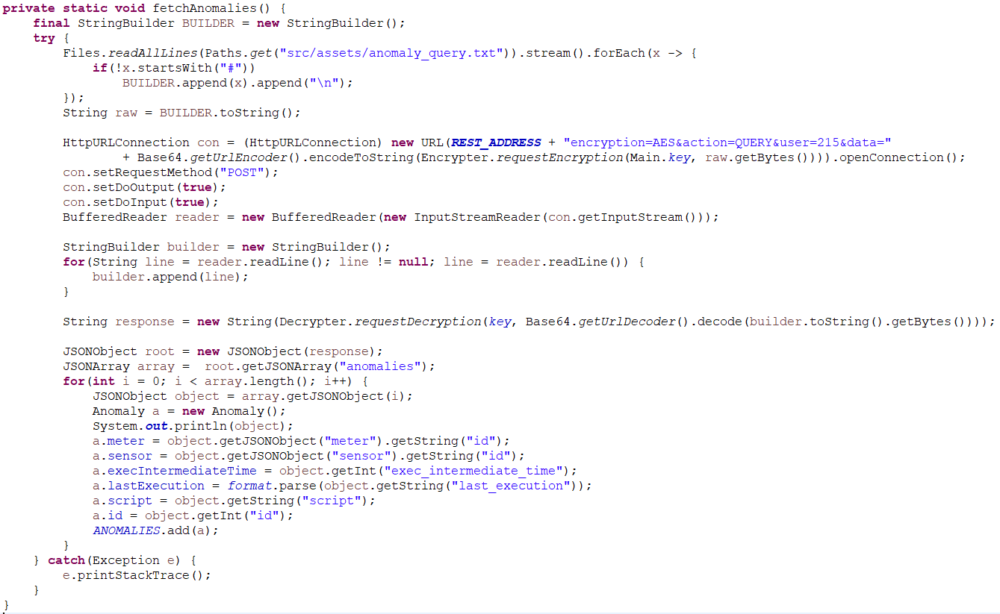 private static void fetchAnomalies() {
    final StringBuilder BUILDER = new StringBuilder();
    try {
        Files.readAllLines(Paths.get("src/assets/anomaly_query.txt")).stream().forEach(x -> {
            if(!x.startsWith("#"))
                BUILDER.append(x).append("\n");
        });
        String raw = BUILDER.toString();

        HttpURLConnection con = (HttpURLConnection) new URL(REST_ADDRESS + "encryption=AES&action=QUERY&user=215&data="
                + Base64.getUrlEncoder().encodeToString(Encrypter.requestEncryption(Main.key, raw.getBytes()))).openConnection();
        con.setRequestMethod("POST");
        con.setDoOutput(true);
        con.setDoInput(true);
        BufferedReader reader = new BufferedReader(new InputStreamReader(con.getInputStream()));

        StringBuilder builder = new StringBuilder();
        for(String line = reader.readLine(); line != null; line = reader.readLine()) {
            builder.append(line);
        }

        String response = new String(Decrypter.requestDecryption(key, Base64.getUrlDecoder().decode(builder.toString().getBytes())));

        JSONObject root = new JSONObject(response);
        JSONArray array =  root.getJSONArray("anomalies");
        for(int i = 0; i < array.length(); i++) {
            JSONObject object = array.getJSONObject(i);
            Anomaly a = new Anomaly();
            System.out.println(object);
            a.meter = object.getJSONObject("meter").getString("id");
            a.sensor = object.getJSONObject("sensor").getString("id");
            a.execIntermediateTime = object.getInt("exec_intermediate_time");
            a.lastExecution = format.parse(object.getString("last_execution"));
            a.script = object.getString("script");
            a.id = object.getInt("id");
            ANOMALIES.add(a);
        }
    } catch(Exception e) {
        e.printStackTrace();
    }
}